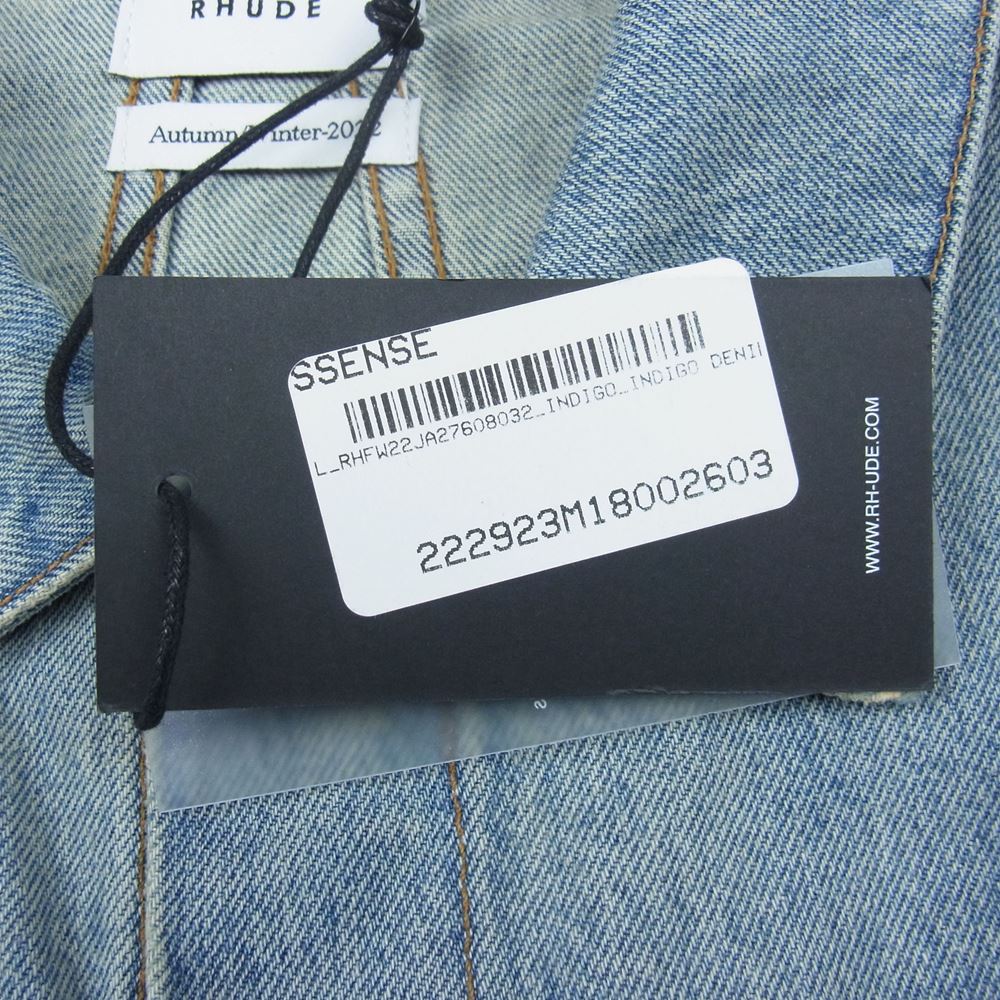 RHUDE
Autumn/Winter-2022
SSENSE
L_RHFW22JA27608032_INDIGO_INDIGO DENI
222923M18002603
WWW.RH-UDE.COM